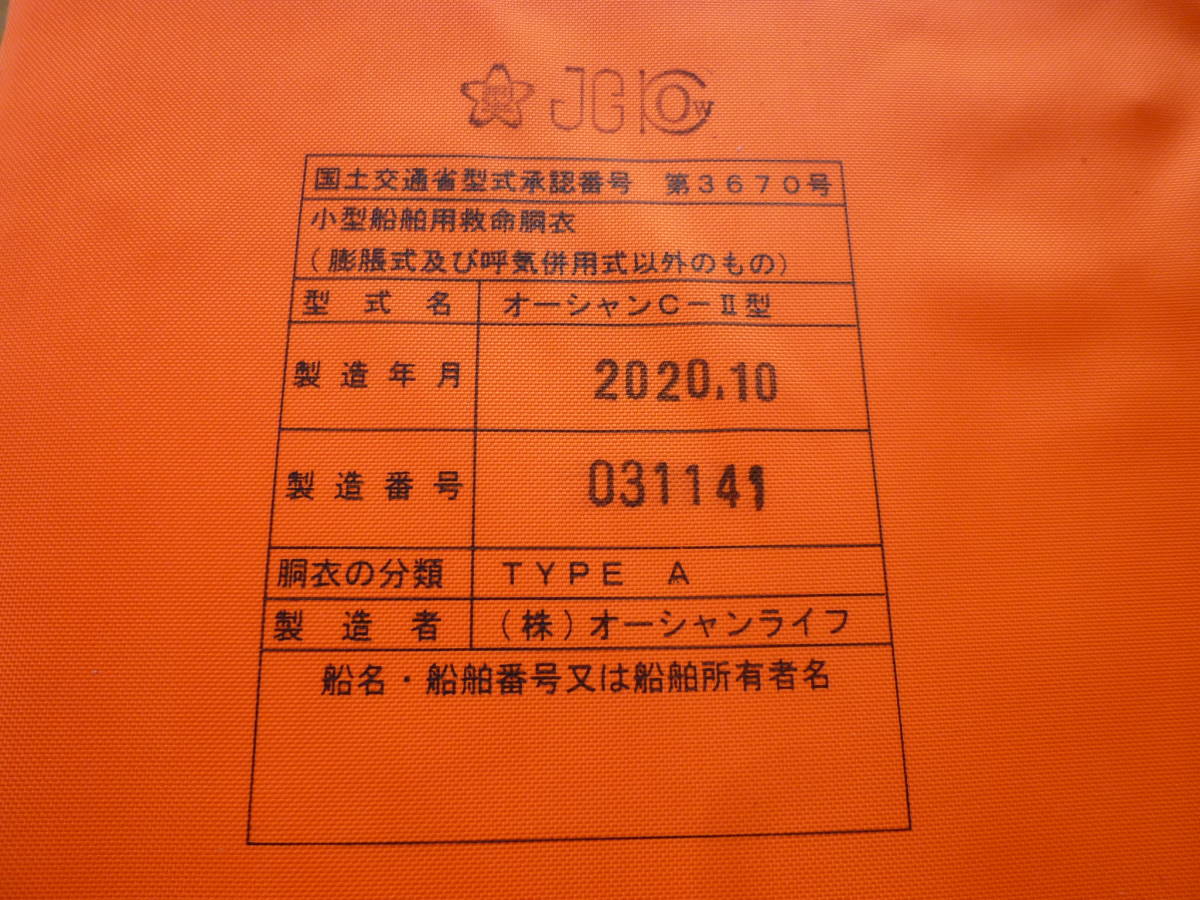 JCI
国土交通省型式承認番号 第3670号
小型船舶用救命胴衣
(膨脹式及び呼気併用式以外のもの)
型式名 オーシャンC-Ⅱ型
製造年月 2020.10
製造番号 031141
胴衣の分類 TYPE A
製造者 (株)オーシャンライフ
船名・船舶番号又は船舶所有者名